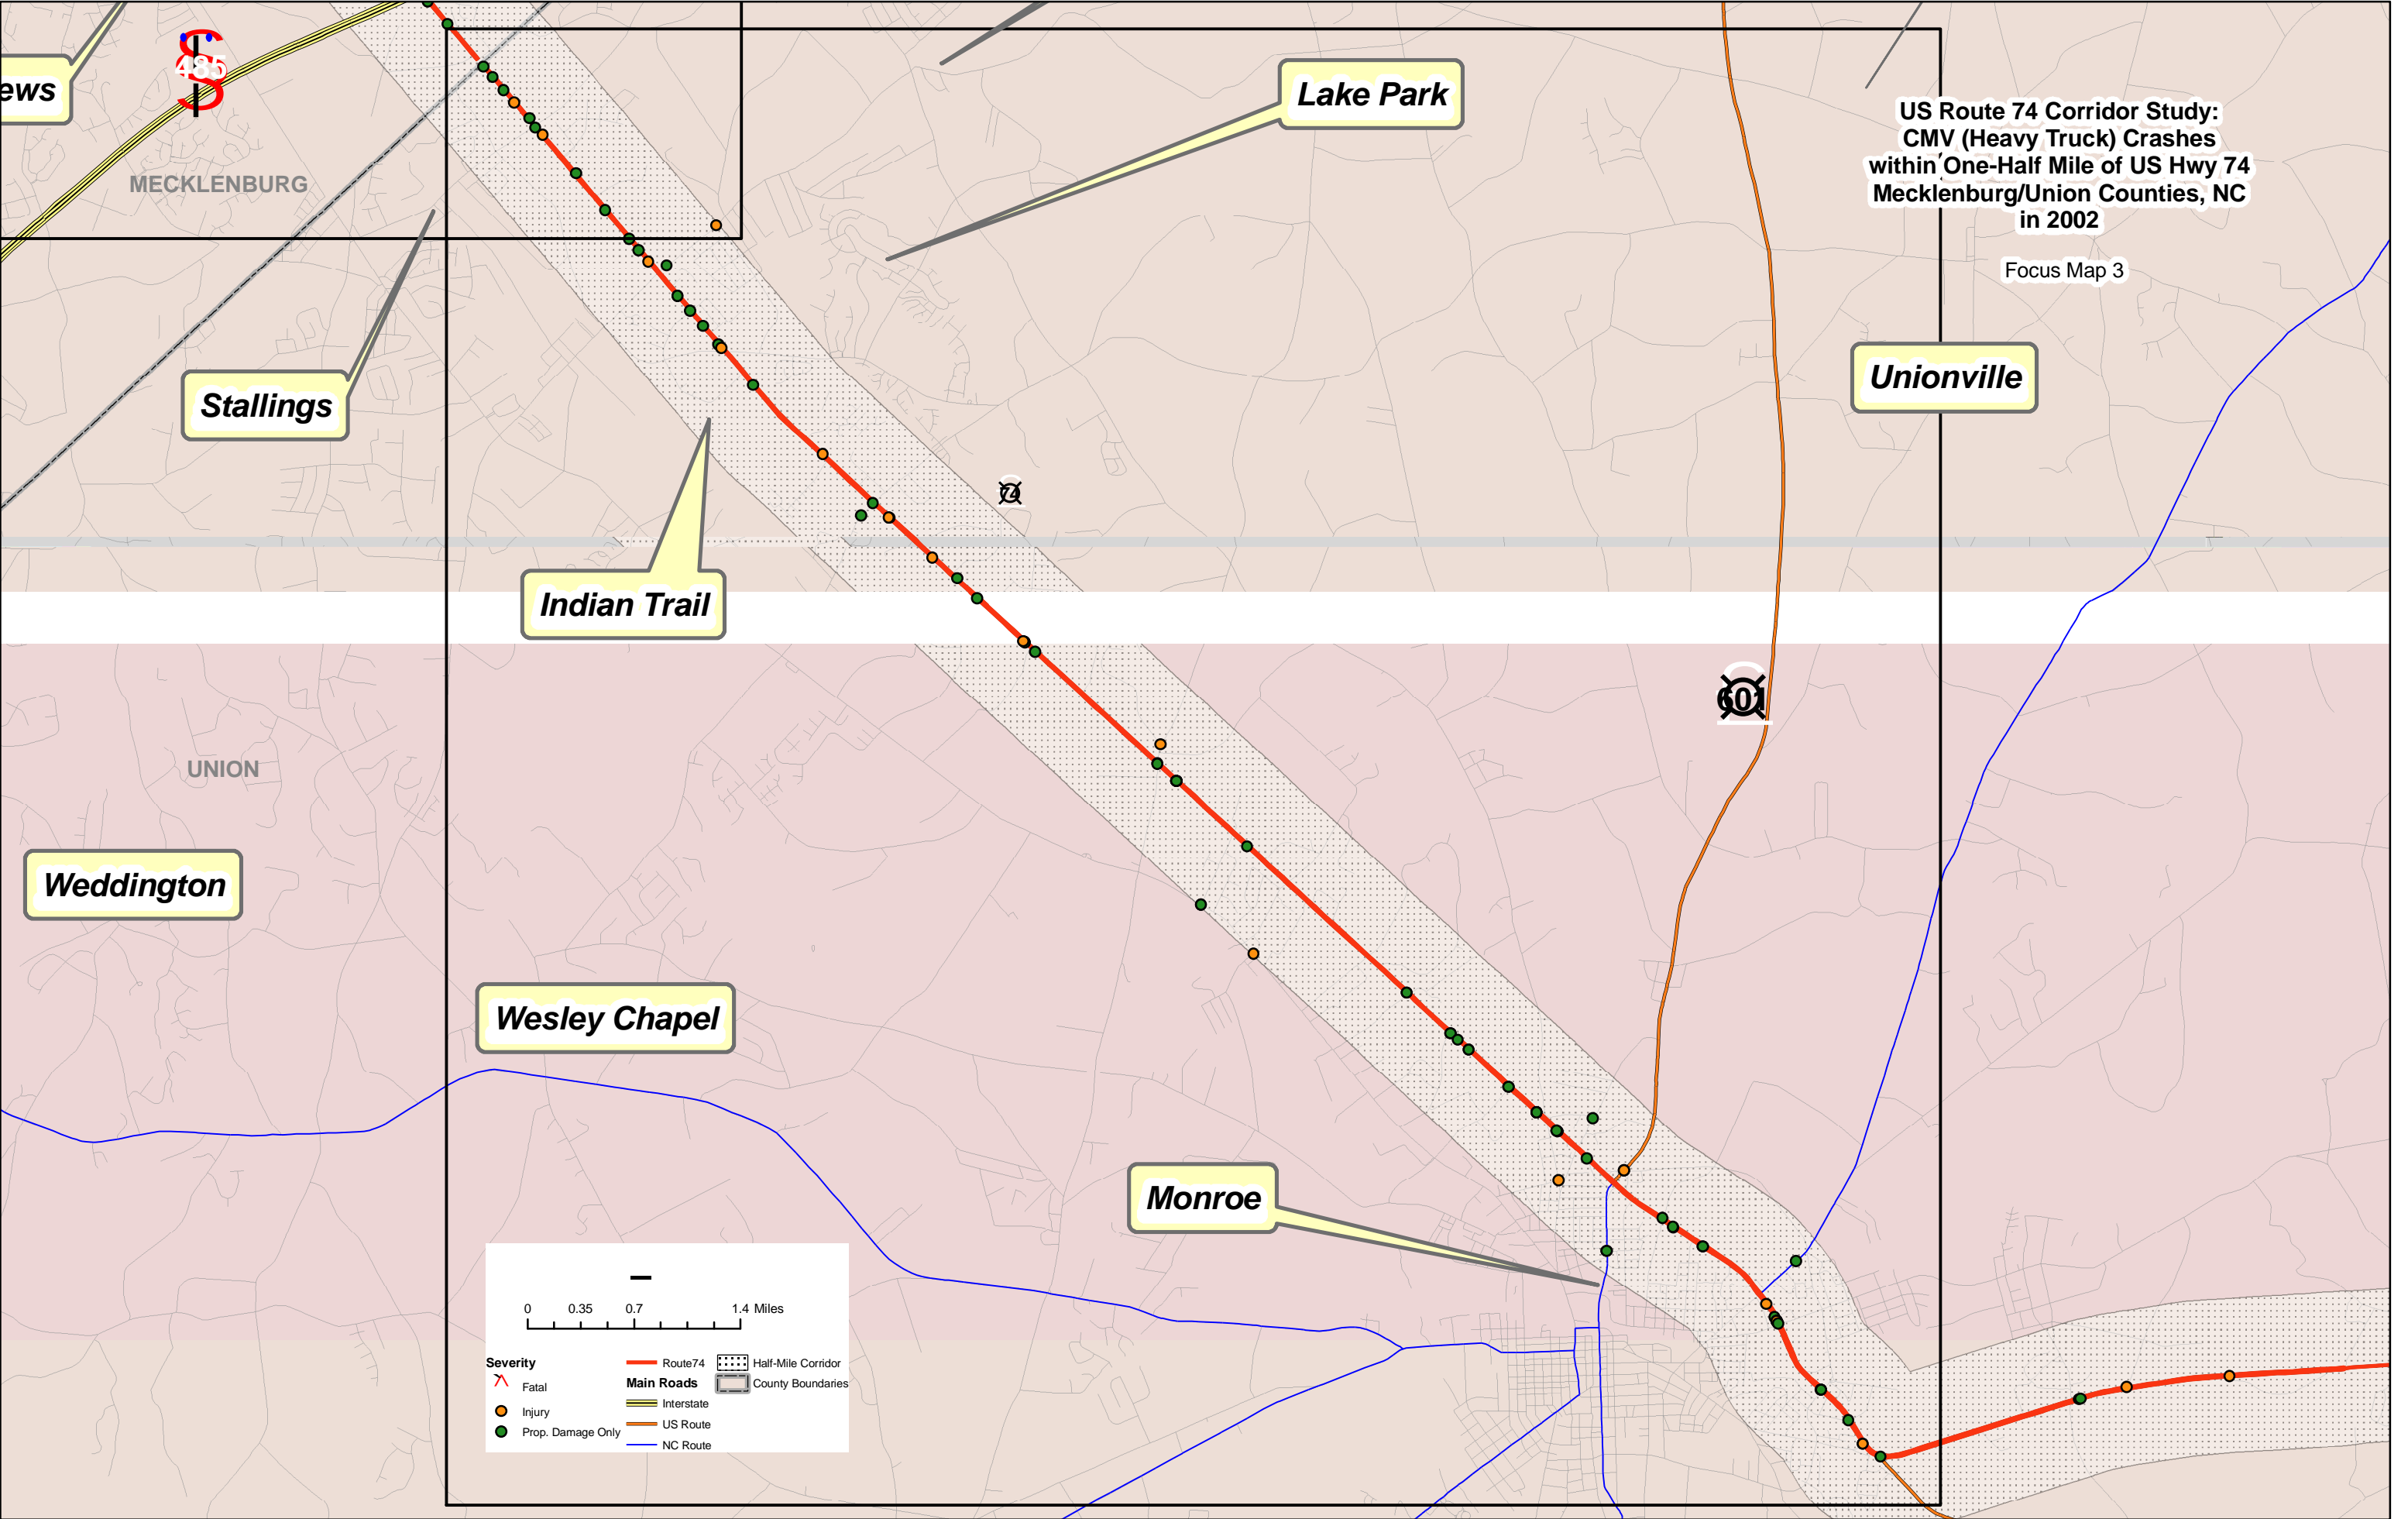 485
ews
Lake Park
US Route 74 Corridor Study:
CMV (Heavy Truck) Crashes
within One-Half Mile of US Hwy 74
Mecklenburg/Union Counties, NC
in 2002
MECKLENBURG
Focus Map 3
Unionville
Stallings
74
Indian Trail
601
UNION
Weddington
Wesley Chapel
Monroe
0 0.35 0.7 1.4 Miles
Severity
Fatal
Injury
Prop. Damage Only
Route74
Main Roads
Interstate
US Route
NC Route
Half-Mile Corridor
County Boundaries